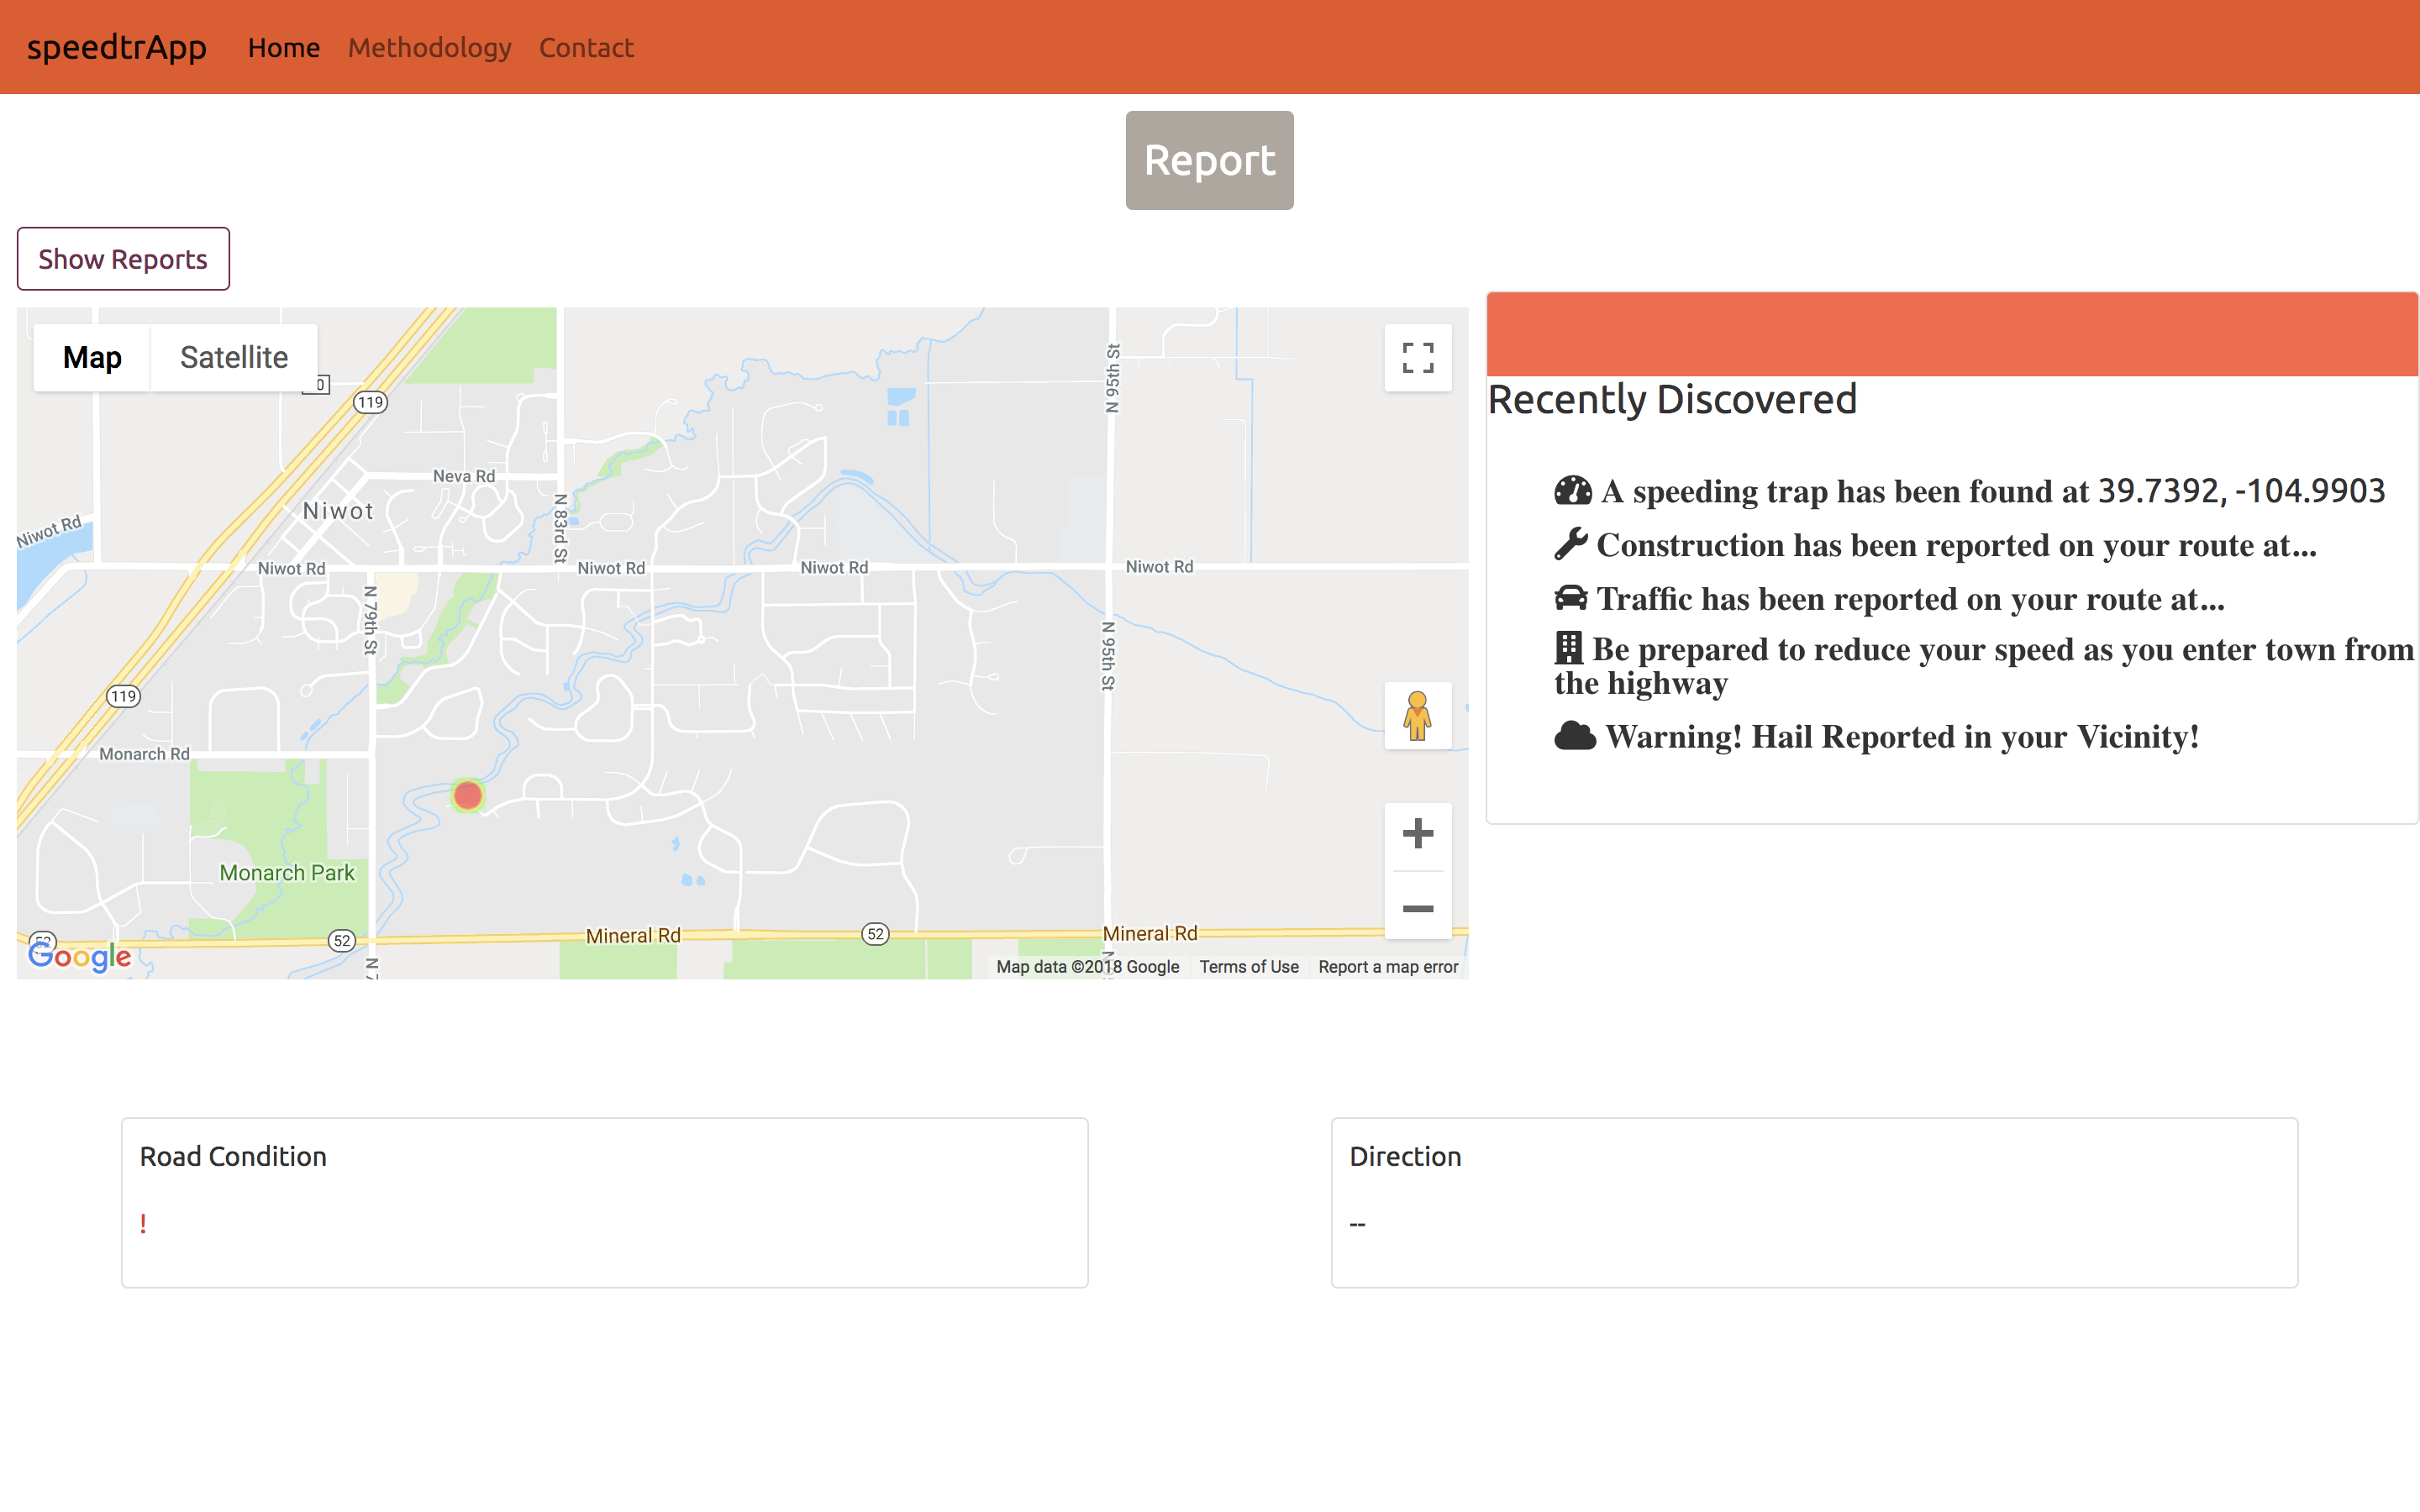 speedtrApp Home Methodology Contact
Report
Show Reports
Map Satellite
Recently Discovered
A speeding trap has been found at 39.7392, -104.9903
Construction has been reported on your route at...
Traffic has been reported on your route at...
Be prepared to reduce your speed as you enter town from
the highway
Warning! Hail Reported in your Vicinity!
0
119
N 95th St
Neva Rd
Niwot
N 83rd St
Niwot Rd
Niwot Rd
Niwot Rd
Niwot Rd
Niwot Rd
N 79th St
N 95th St
119
Monarch Rd
Monarch Park
52
52
Mineral Rd
52
Mineral Rd
Google
N 7
Map data ©2018 Google
Terms of Use
Report a map error
Road Condition
!
Direction
--